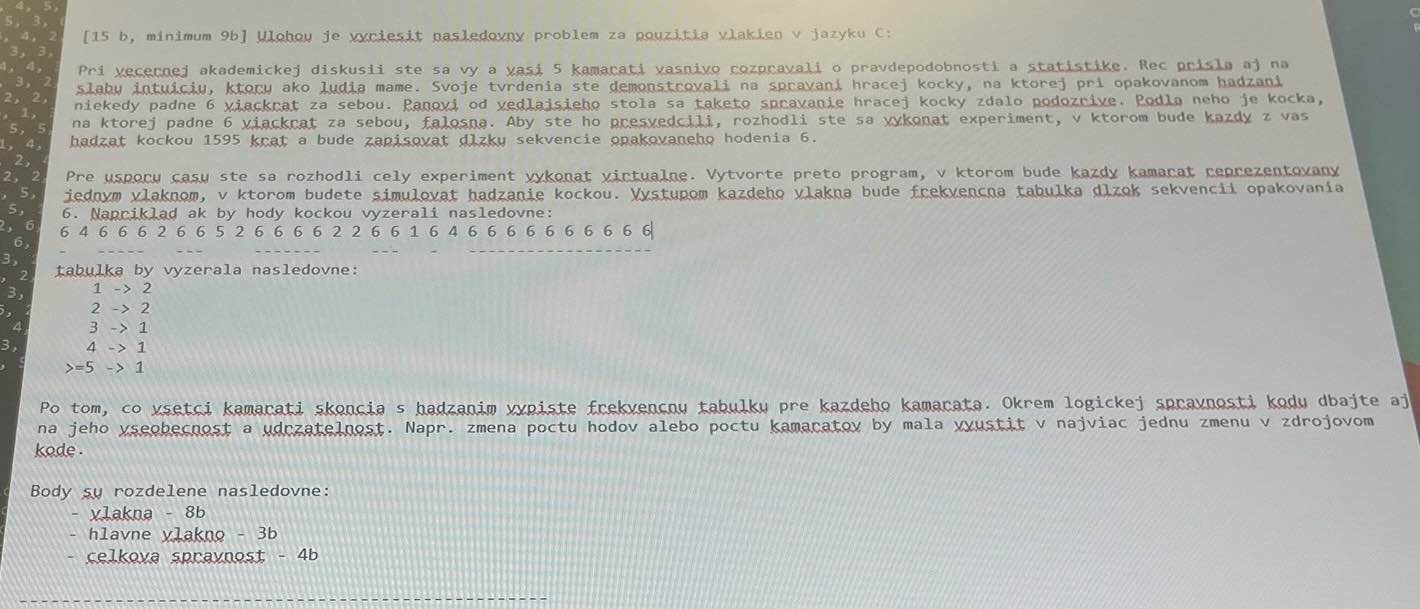 [15 b, minimum 9b] Ulohou je vyriesit nasledovny problem za pouzitia vlakien v jazyku C:
Pri vecernej akademickej diskusii ste sa vy a vasi 5 kamarati vasnivo rozpravali o pravdepodobnosti a statistike. Rec prisla aj na
slabu intuiciu, ktoru ako ludia mame. Svoje tvrdenia ste demonstrovali na spravani hracej kocky, na ktorej pri opakovanom hadzani
niekedy padne 6 viackrat za sebou. Panovi od vedlajsieho stola sa taketo spravanie hracej kocky zdalo podozrive. Podla neho je kocka,
na ktorej padne 6 viackrat za sebou, falosna. Aby ste ho presvedcili, rozhodli ste sa vykonat experiment, v ktorom bude kazdy z vas
hadzat kockou 1595 krat a bude zapisovat dlzku sekvencie opakovaneho hodenia 6.
Pre usporu casu ste sa rozhodli cely experiment vykonat virtualne. Vytvorte preto program, v ktorom bude kazdy kamarat reprezentovany
jednym vlaknom, v ktorom budete simulovat hadzanie kockou. Vystupom kazdeho vlakna bude frekvencna tabulka dlzok sekvencii opakovania
6. Napriklad ak by hody kockou vyzerali nasledovne:
6 4 6 6 6 2 6 6 5 2 6 6 6 6 2 2 6 6 1 6 4 6 6 6 6 6 6 6 6 6 6
tabulka by vyzerala nasledovne:
1 -> 2
2 -> 2
3 -> 1
4 -> 1
>=5 -> 1
Po tom, co vsetci kamarati skoncia s hadzanim vypiste frekvencnu tabulku pre kazdeho kamarata. Okrem logickej spravnosti kodu dbajte aj
na jeho vseobecnost a udrzatelnost. Napr. zmena poctu hodov alebo poctu kamaratov by mala vyustit v najviac jednu zmenu v zdrojovom
kode.
Body su rozdelene nasledovne:
- vlakna - 8b
- hlavne vlakno - 3b
- celkova spravnost - 4b